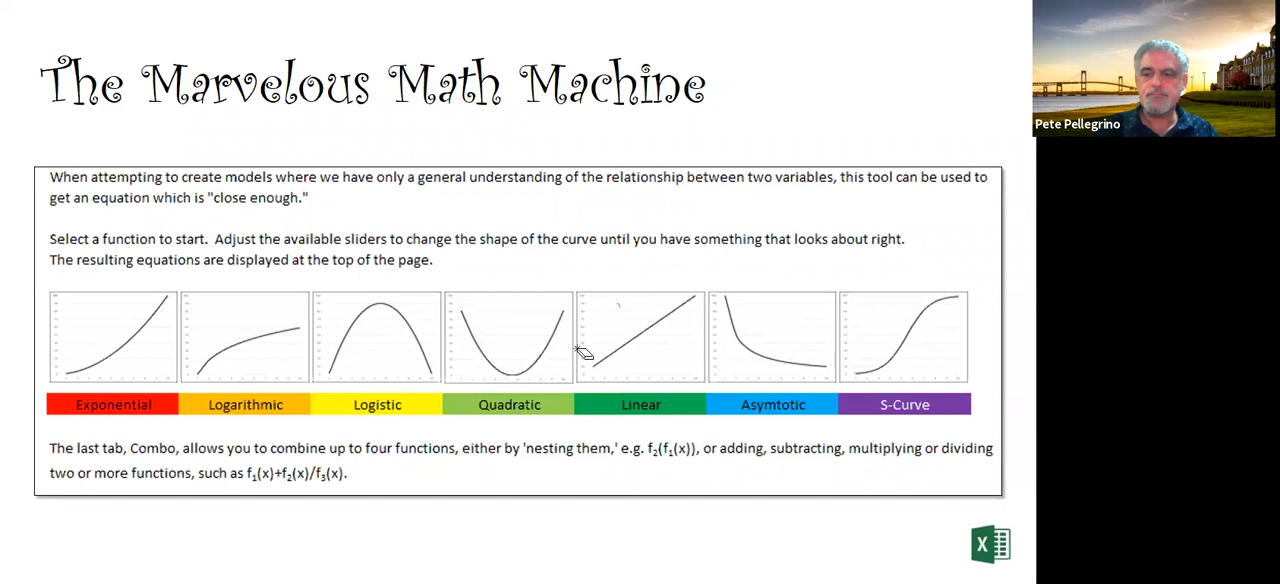 The Marvelous Math Machine
Pete Pellegrino
When attempting to create models where we have only a general understanding of the relationship between two variables, this tool can be used to
get an equation which is "close enough."
Select a function to start. Adjust the available sliders to change the shape of the curve until you have something that looks about right.
The resulting equations are displayed at the top of the page.
Exponential Logarithmic Logistic Quadratic Linear Asymtotic S-Curve
The last tab, Combo, allows you to combine up to four functions, either by 'nesting them,' e.g. f₂(f₁(x)), or adding, subtracting, multiplying or dividing
two or more functions, such as f₁(x)+f₂(x)/f₃(x).
X